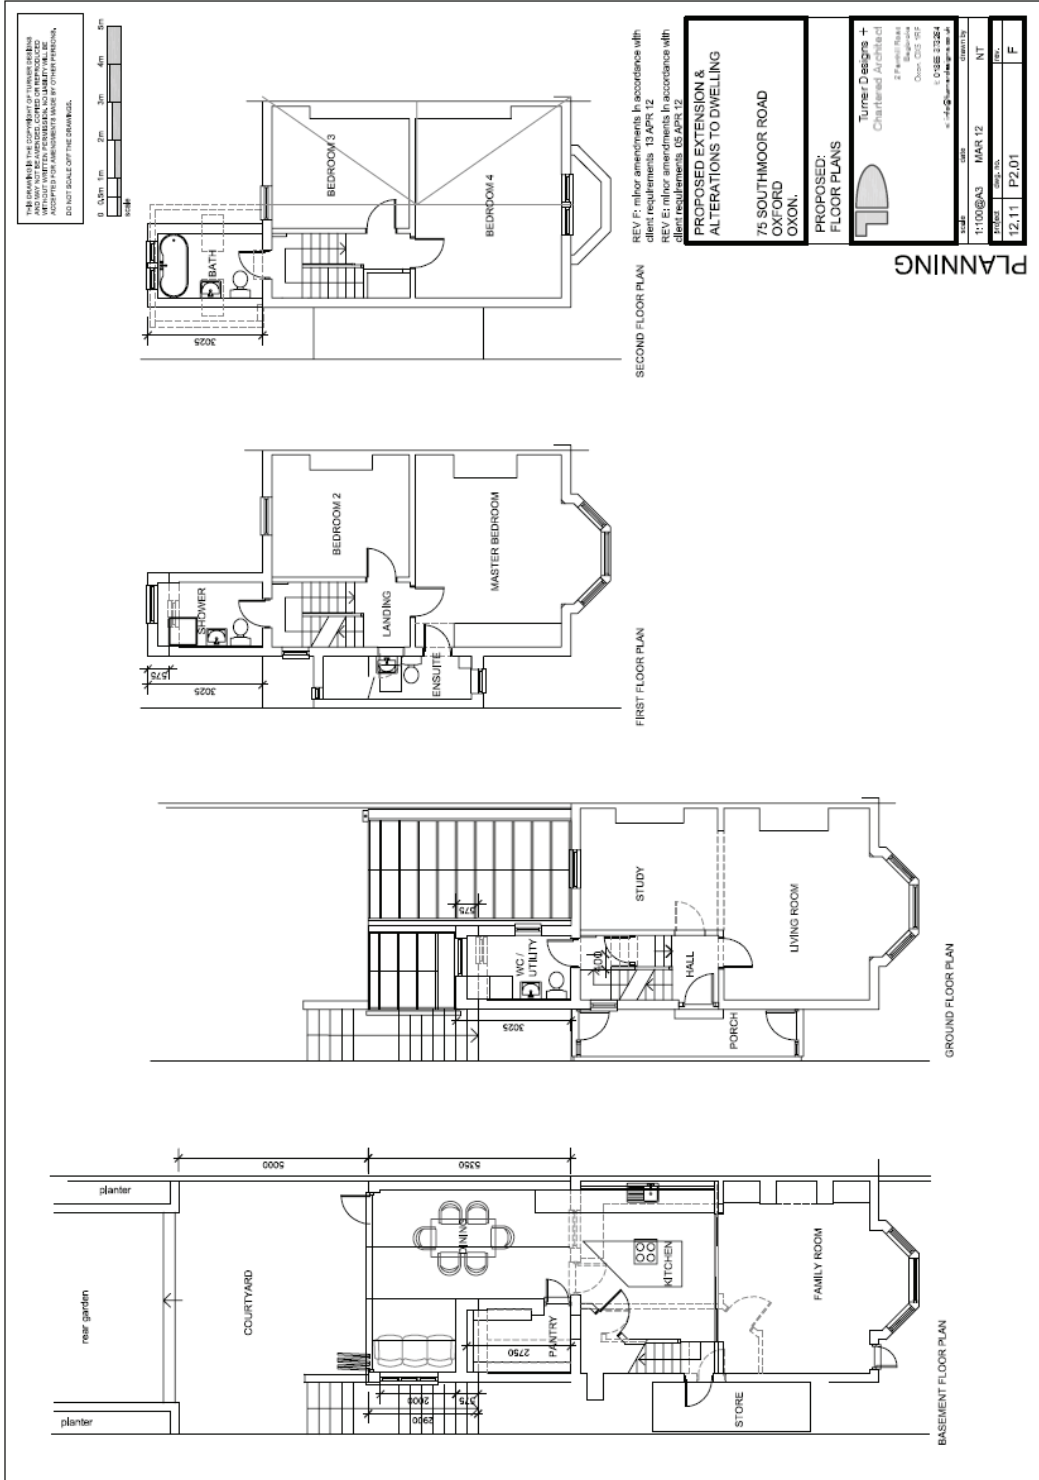 THIS DRAWING IS THE COPYRIGHT OF TURNER DESIGNS
AND MAY NOT BE AMENDED, COPIED OR REPRODUCED
WITHOUT WRITTEN PERMISSION. NO LIABILITY WILL BE
ACCEPTED FOR AMENDMENTS MADE BY OTHER PERSONS.
DO NOT SCALE OFF THE DRAWINGS.
0 0,5m 1m 2m 3m 4m 5m
scale
BATH
BEDROOM 3
BEDROOM 4
3025
SECOND FLOOR PLAN
REV F: minor amendments in accordance with
client requirements 13 APR 12
REV E: minor amendments in accordance with
client requirements 05 APR 12
PROPOSED EXTENSION &
ALTERATIONS TO DWELLING
75 SOUTHMOOR ROAD
OXFORD
OXON.
PROPOSED:
FLOOR PLANS
Turner Designs +
Chartered Architect
scale
date
drawn by
1:100@A3
MAR 12
NT
project
dwg. no.
rev.
12.11
P2.01
F
PLANNING
SHOWER
BEDROOM 2
LANDING
MASTER BEDROOM
ENSUITE
575
3025
FIRST FLOOR PLAN
STUDY
LIVING ROOM
WC /
UTILITY
HALL
PORCH
575
3025
GROUND FLOOR PLAN
planter
rear garden
planter
COURTYARD
5000
5350
DINING
KITCHEN
FAMILY ROOM
PANTRY
2750
2000
575
2900
STORE
BASEMENT FLOOR PLAN